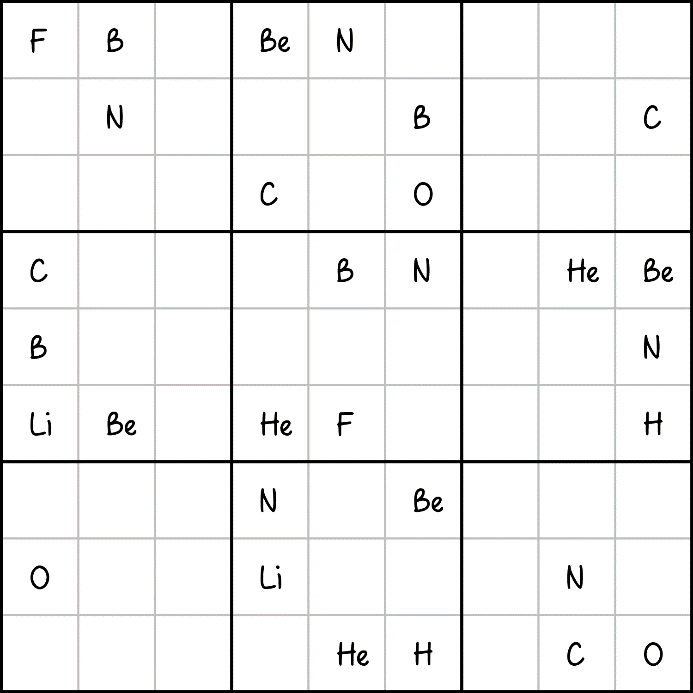 F B Be N
N B C
C O
C B N He Be
B N
Li Be He F H
N Be
O Li N
He H C O